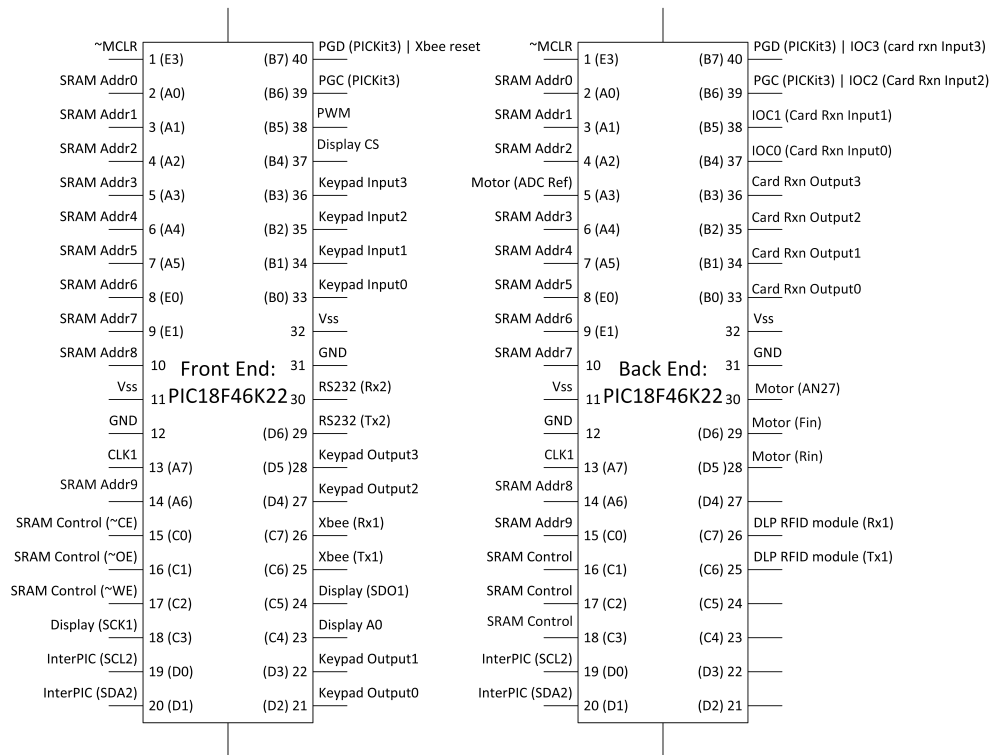 ~MCLR 1 (E3) (B7) 40 PGD (PICKit3) | Xbee reset
SRAM Addr0 2 (A0) (B6) 39 PGC (PICKit3)
SRAM Addr1 3 (A1) (B5) 38 PWM
SRAM Addr2 4 (A2) (B4) 37 Display CS
SRAM Addr3 5 (A3) (B3) 36 Keypad Input3
SRAM Addr4 6 (A4) (B2) 35 Keypad Input2
SRAM Addr5 7 (A5) (B1) 34 Keypad Input1
SRAM Addr6 8 (E0) (B0) 33 Keypad Input0
SRAM Addr7 9 (E1) 32 Vss
SRAM Addr8 10 31 GND
Front End:
PIC18F46K22
Vss 11 30 RS232 (Rx2)
GND 12 (D6) 29 RS232 (Tx2)
CLK1 13 (A7) (D5 )28 Keypad Output3
SRAM Addr9 14 (A6) (D4) 27 Keypad Output2
SRAM Control (~CE) 15 (C0) (C7) 26 Xbee (Rx1)
SRAM Control (~OE) 16 (C1) (C6) 25 Xbee (Tx1)
SRAM Control (~WE) 17 (C2) (C5) 24 Display (SDO1)
Display (SCK1) 18 (C3) (C4) 23 Display A0
InterPIC (SCL2) 19 (D0) (D3) 22 Keypad Output1
InterPIC (SDA2) 20 (D1) (D2) 21 Keypad Output0
~MCLR 1 (E3) (B7) 40 PGD (PICKit3) | IOC3 (card rxn Input3)
SRAM Addr0 2 (A0) (B6) 39 PGC (PICKit3) | IOC2 (Card Rxn Input2)
SRAM Addr1 3 (A1) (B5) 38 IOC1 (Card Rxn Input1)
SRAM Addr2 4 (A2) (B4) 37 IOC0 (Card Rxn Input0)
Motor (ADC Ref) 5 (A3) (B3) 36 Card Rxn Output3
SRAM Addr3 6 (A4) (B2) 35 Card Rxn Output2
SRAM Addr4 7 (A5) (B1) 34 Card Rxn Output1
SRAM Addr5 8 (E0) (B0) 33 Card Rxn Output0
SRAM Addr6 9 (E1) 32 Vss
SRAM Addr7 10 31 GND
Back End:
PIC18F46K22
Vss 11 30 Motor (AN27)
GND 12 (D6) 29 Motor (Fin)
CLK1 13 (A7) (D5 )28 Motor (Rin)
SRAM Addr8 14 (A6) (D4) 27
SRAM Addr9 15 (C0) (C7) 26 DLP RFID module (Rx1)
SRAM Control 16 (C1) (C6) 25 DLP RFID module (Tx1)
SRAM Control 17 (C2) (C5) 24
SRAM Control 18 (C3) (C4) 23
InterPIC (SCL2) 19 (D0) (D3) 22
InterPIC (SDA2) 20 (D1) (D2) 21